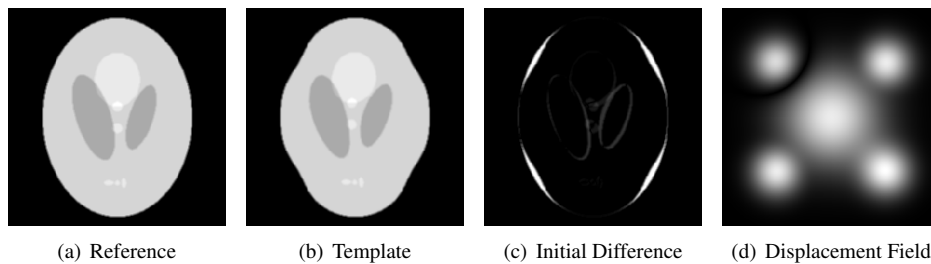 (a) Reference
(b) Template
(c) Initial Difference
(d) Displacement Field